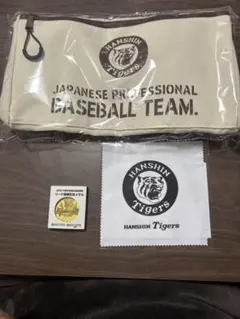 HANSHIN
Tigers
JAPANESE PROFESSIONAL
BASEBALL TEAM.
HANSHIN
Tigers
HANSHIN Tigers